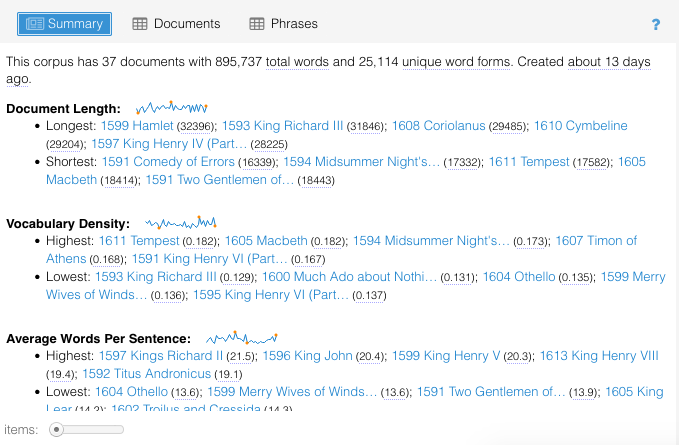 Summary Documents Phrases ?
This corpus has 37 documents with 895,737 total words and 25,114 unique word forms. Created about 13 days
ago.
Document Length:
• Longest: 1599 Hamlet (32396); 1593 King Richard III (31846); 1608 Coriolanus (29485); 1610 Cymbeline
(29204); 1597 King Henry IV (Part… (28225)
• Shortest: 1591 Comedy of Errors (16339); 1594 Midsummer Night's… (17332); 1611 Tempest (17582); 1605
Macbeth (18414); 1591 Two Gentlemen of… (18443)
Vocabulary Density:
• Highest: 1611 Tempest (0.182); 1605 Macbeth (0.182); 1594 Midsummer Night's… (0.173); 1607 Timon of
Athens (0.168); 1591 King Henry VI (Part… (0.167)
• Lowest: 1593 King Richard III (0.129); 1600 Much Ado about Nothi… (0.131); 1604 Othello (0.135); 1599 Merry
Wives of Winds… (0.136); 1595 King Henry VI (Part… (0.137)
Average Words Per Sentence:
• Highest: 1597 Kings Richard II (21.5); 1596 King John (20.4); 1599 King Henry V (20.3); 1613 King Henry VIII
(19.4); 1592 Titus Andronicus (19.1)
• Lowest: 1604 Othello (13.6); 1599 Merry Wives of Winds… (13.6); 1591 Two Gentlemen of… (13.9); 1605 King
Lear (14.2); 1602 Troilus and Cressida (14.3)
items: